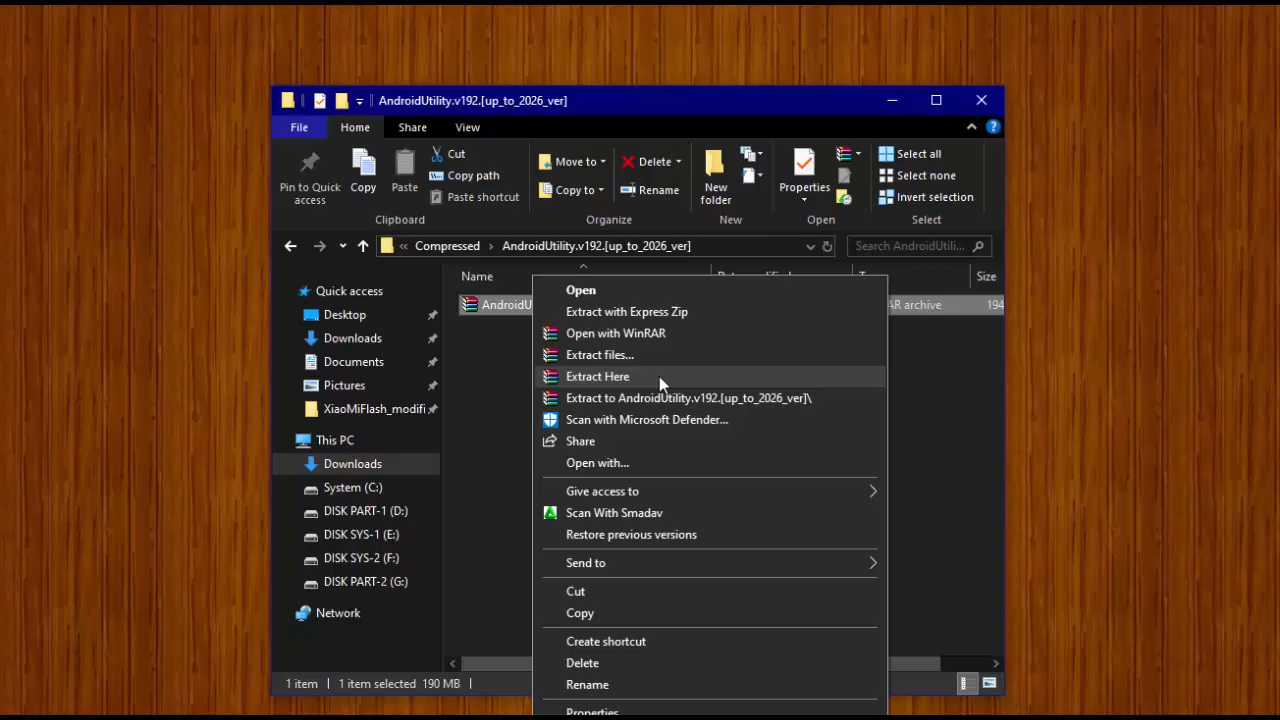 AndroidUtility.v192.[up_to_2026_ver]
File Home Share View
Pin to Quick access
Copy
Paste
Cut
Copy path
Paste shortcut
Clipboard
Move to
Copy to
Delete
Rename
Organize
New folder
New
Properties
Open
Select all
Select none
Invert selection
Select
Compressed > AndroidUtility.v192.[up_to_2026_ver]
Search AndroidUtili...
Name
Size
Quick access
Desktop
Downloads
Documents
Pictures
XiaoMiFlash_modifi
This PC
Downloads
System (C:)
DISK PART-1 (D:)
DISK SYS-1 (E:)
DISK SYS-2 (F:)
DISK PART-2 (G:)
Network
AndroidU
AR archive
194
Open
Extract with Express Zip
Open with WinRAR
Extract files...
Extract Here
Extract to AndroidUtility.v192.[up_to_2026_ver]\
Scan with Microsoft Defender...
Share
Open with...
Give access to
Scan With Smadav
Restore previous versions
Send to
Cut
Copy
Create shortcut
Delete
Rename
Properties
1 item
1 item selected 190 MB